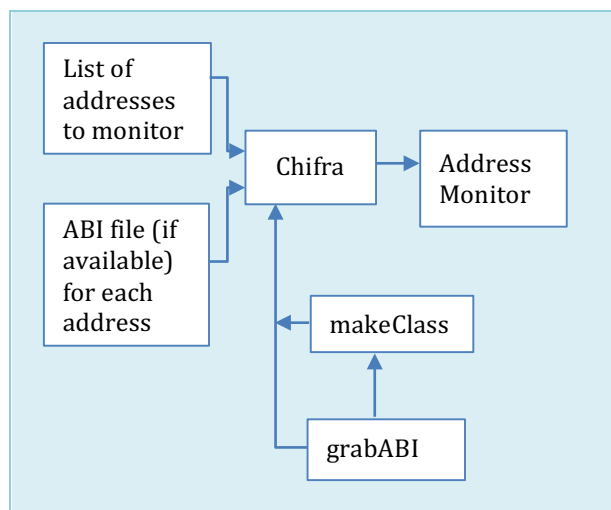 List of
addresses
to monitor
Chifra
Address
Monitor
ABI file (if
available)
for each
address
makeClass
grabABI